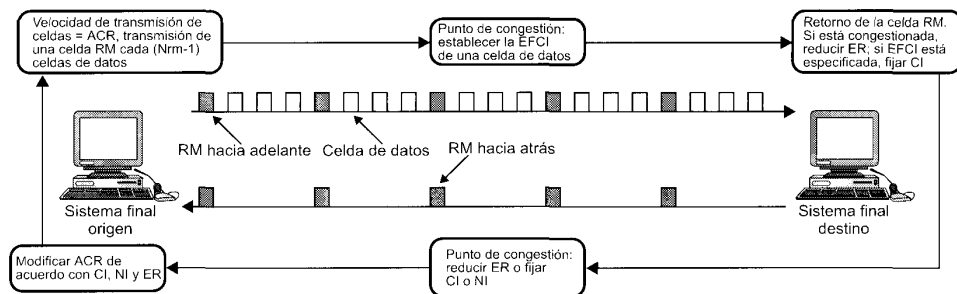 Velocidad de transmisión de
celdas = ACR, transmisión de
una celda RM cada (Nrm-1)
celdas de datos
Punto de congestión:
establecer la EFCI
de una celda de datos
Retorno de la celda RM.
Si está congestionada,
reducir ER; si EFCI está
especificada, fijar CI
RM hacia adelante
Celda de datos
RM hacia atrás
Sistema final
origen
Sistema final
destino
Modificar ACR de
acuerdo con CI, NI y ER
Punto de congestión:
reducir ER o fijar
CI o NI